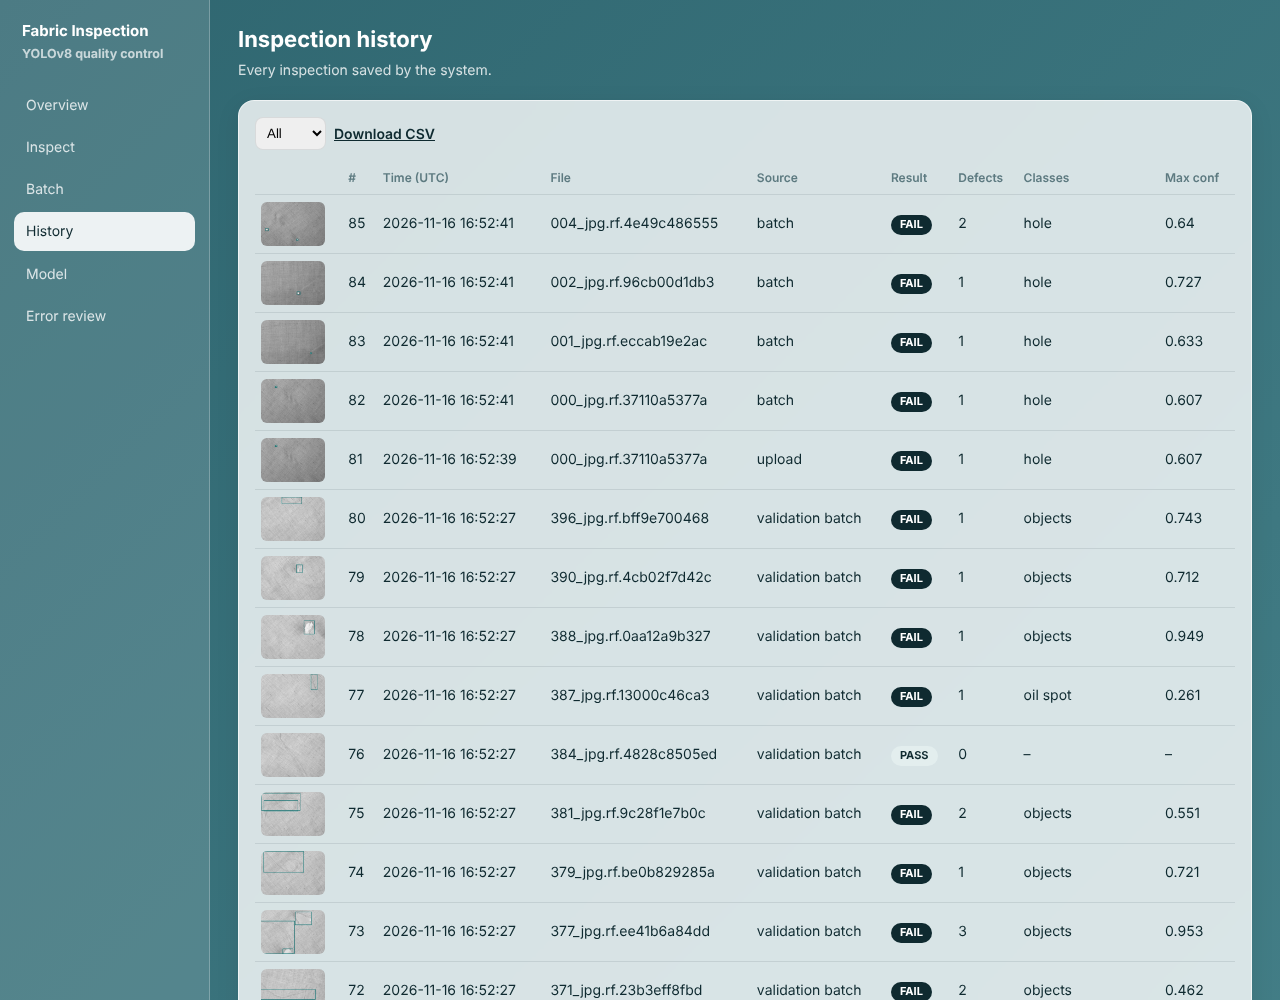 Fabric Inspection
YOLOv8 quality control
Overview
Inspect
Batch
History
Model
Error review
Inspection history
Every inspection saved by the system.
All Download CSV
# Time (UTC) File Source Result Defects Classes Max conf
85 2026-11-16 16:52:41 004_jpg.rf.4e49c486555 batch FAIL 2 hole 0.64
84 2026-11-16 16:52:41 002_jpg.rf.96cb00d1db3 batch FAIL 1 hole 0.727
83 2026-11-16 16:52:41 001_jpg.rf.eccab19e2ac batch FAIL 1 hole 0.633
82 2026-11-16 16:52:41 000_jpg.rf.37110a5377a batch FAIL 1 hole 0.607
81 2026-11-16 16:52:39 000_jpg.rf.37110a5377a upload FAIL 1 hole 0.607
80 2026-11-16 16:52:27 396_jpg.rf.bff9e700468 validation batch FAIL 1 objects 0.743
79 2026-11-16 16:52:27 390_jpg.rf.4cb02f7d42c validation batch FAIL 1 objects 0.712
78 2026-11-16 16:52:27 388_jpg.rf.0aa12a9b327 validation batch FAIL 1 objects 0.949
77 2026-11-16 16:52:27 387_jpg.rf.13000c46ca3 validation batch FAIL 1 oil spot 0.261
76 2026-11-16 16:52:27 384_jpg.rf.4828c8505ed validation batch PASS 0 – –
75 2026-11-16 16:52:27 381_jpg.rf.9c28f1e7b0c validation batch FAIL 2 objects 0.551
74 2026-11-16 16:52:27 379_jpg.rf.be0b829285a validation batch FAIL 1 objects 0.721
73 2026-11-16 16:52:27 377_jpg.rf.ee41b6a84dd validation batch FAIL 3 objects 0.953
72 2026-11-16 16:52:27 371_jpg.rf.23b3eff8fbd validation batch FAIL 2 objects 0.462